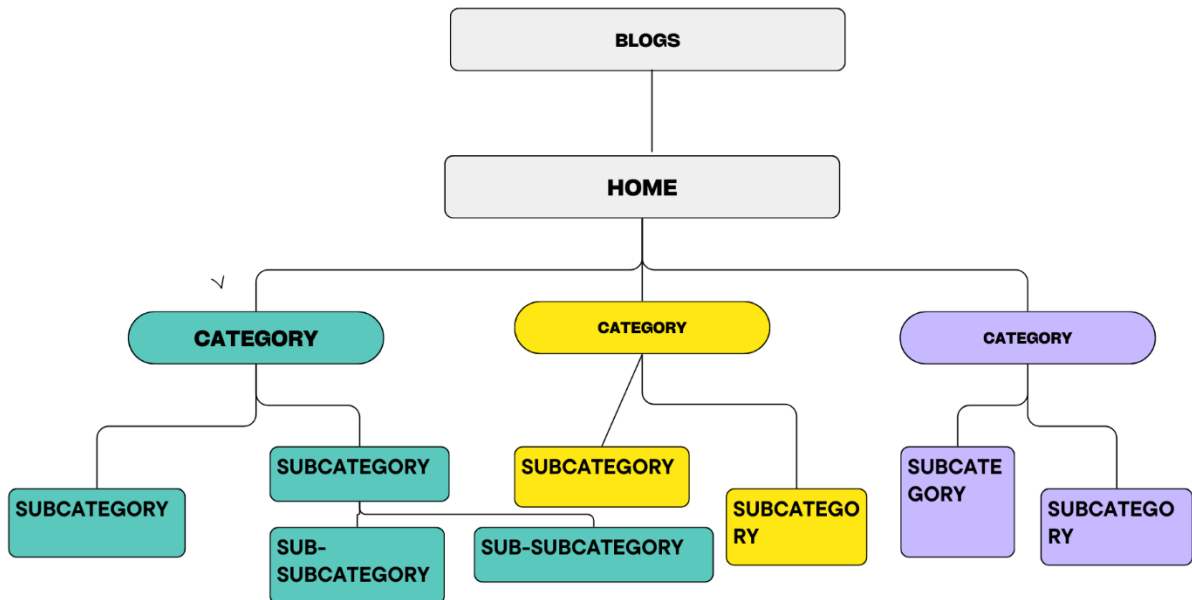 BLOGS
HOME
CATEGORY
CATEGORY
CATEGORY
SUBCATEGORY
SUBCATEGORY
SUB-
SUBCATEGORY
SUB-SUBCATEGORY
SUBCATEGORY
SUBCATEGO
RY
SUBCATE
GORY
SUBCATEGO
RY